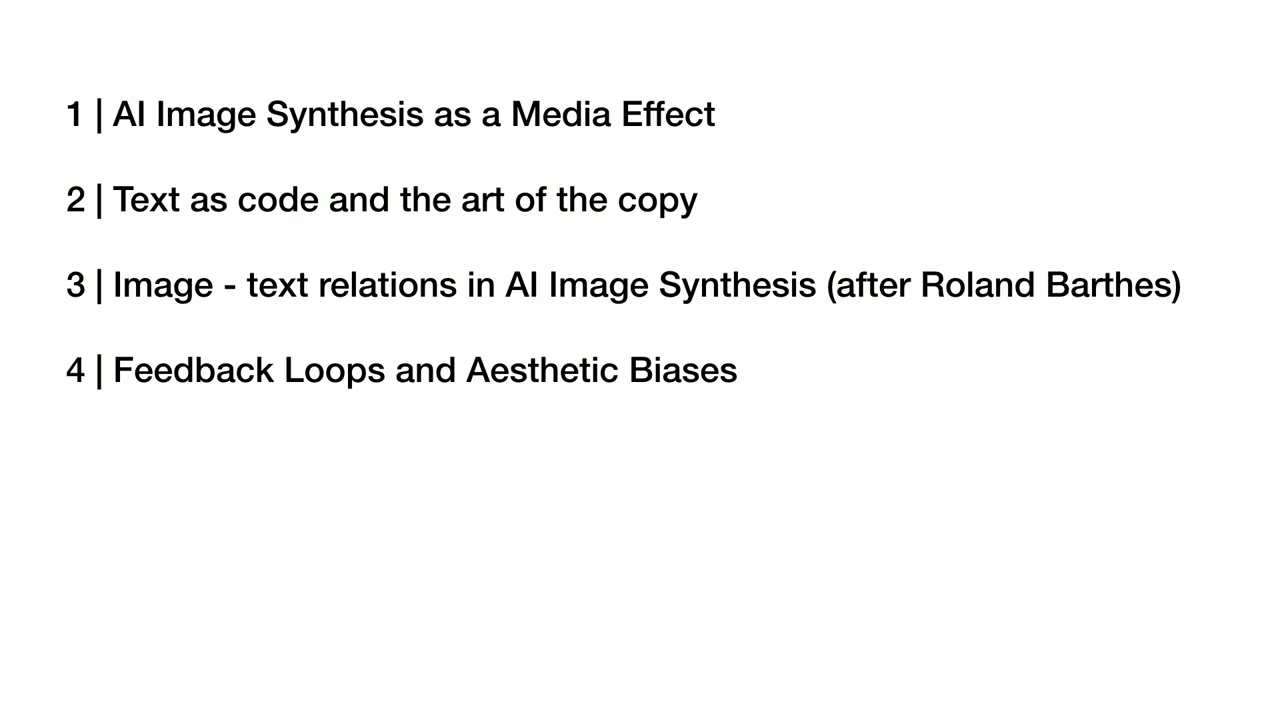 1 | AI Image Synthesis as a Media Effect
2 | Text as code and the art of the copy
3 | Image - text relations in AI Image Synthesis (after Roland Barthes)
4 | Feedback Loops and Aesthetic Biases